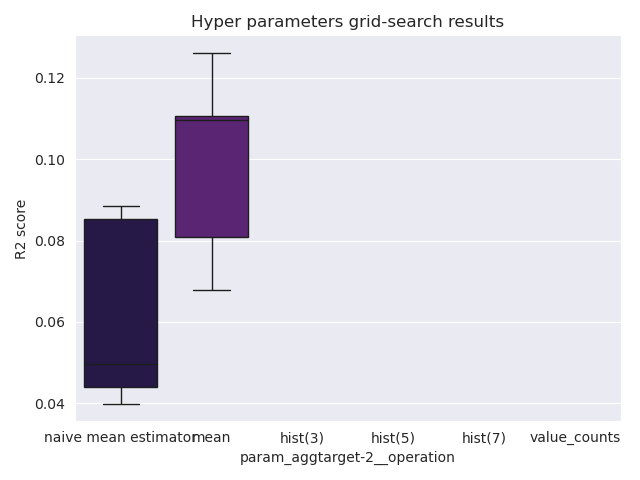 Hyper parameters grid-search results
R2 score
0.12
0.10
0.08
0.06
0.04
naive mean estimator mean hist(3) hist(5) hist(7) value_counts
param_aggtarget-2__operation